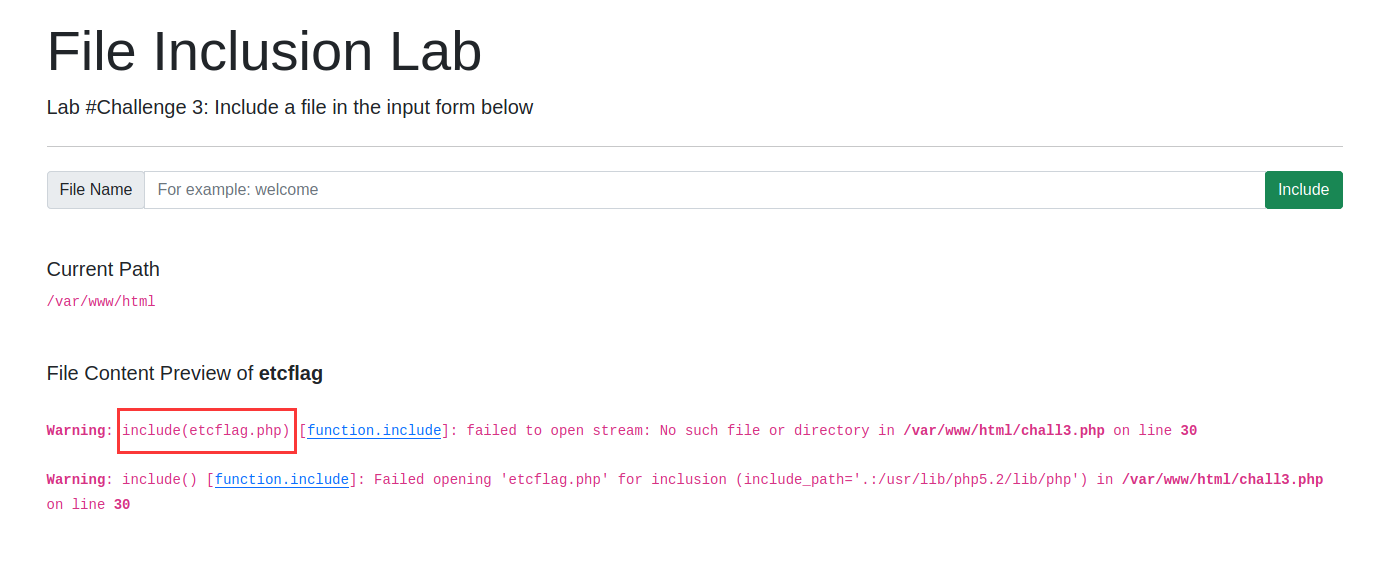 File Inclusion Lab
Lab #Challenge 3: Include a file in the input form below
File Name For example: welcome Include
Current Path
/var/www/html
File Content Preview of etcflag
Warning: include(etcflag.php) [function.include]: failed to open stream: No such file or directory in /var/www/html/chall3.php on line 30
Warning: include() [function.include]: Failed opening 'etcflag.php' for inclusion (include_path='.:/usr/lib/php5.2/lib/php') in /var/www/html/chall3.php
on line 30